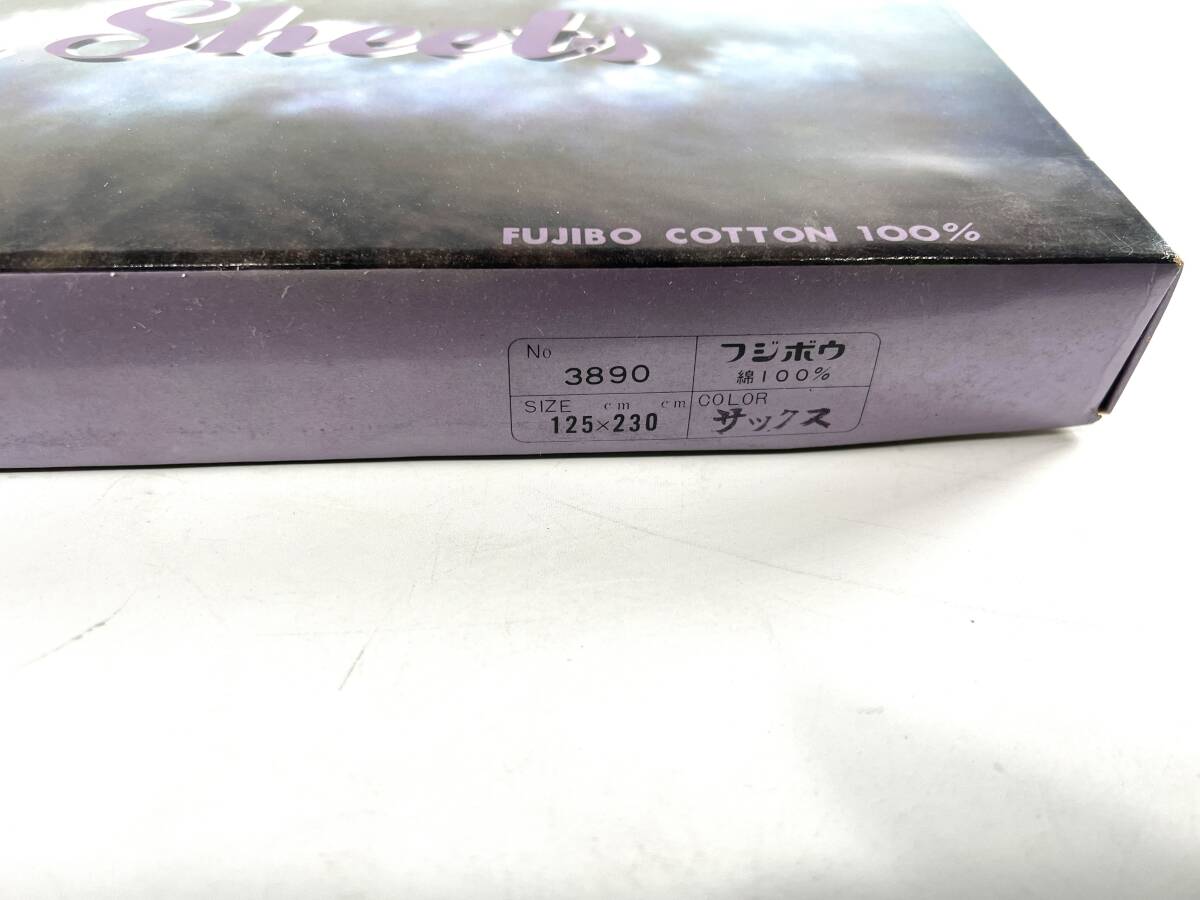 Sheets
FUJIBO COTTON 100%
No 3890
フジボウ
綿100%
SIZE cm cm
125×230
COLOR
サックス